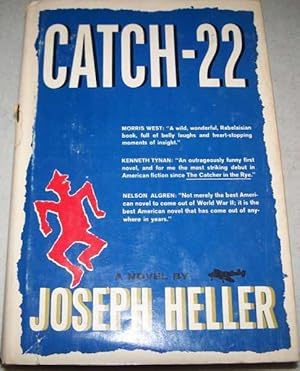 CATCH-22
MORRIS WEST: "A wild, wonderful, Rabelaisian
book, full of belly laughs and heart-stopping
moments of insight."
KENNETH TYNAN: "An outrageously funny first
novel, and for me the most striking debut in
American fiction since The Catcher in the Rye."
NELSON ALGREN: "Not merely the best Ameri-
can novel to come out of World War II; it is the
best American novel that has come out of any-
where in years."
A NOVEL BY
JOSEPH HELLER